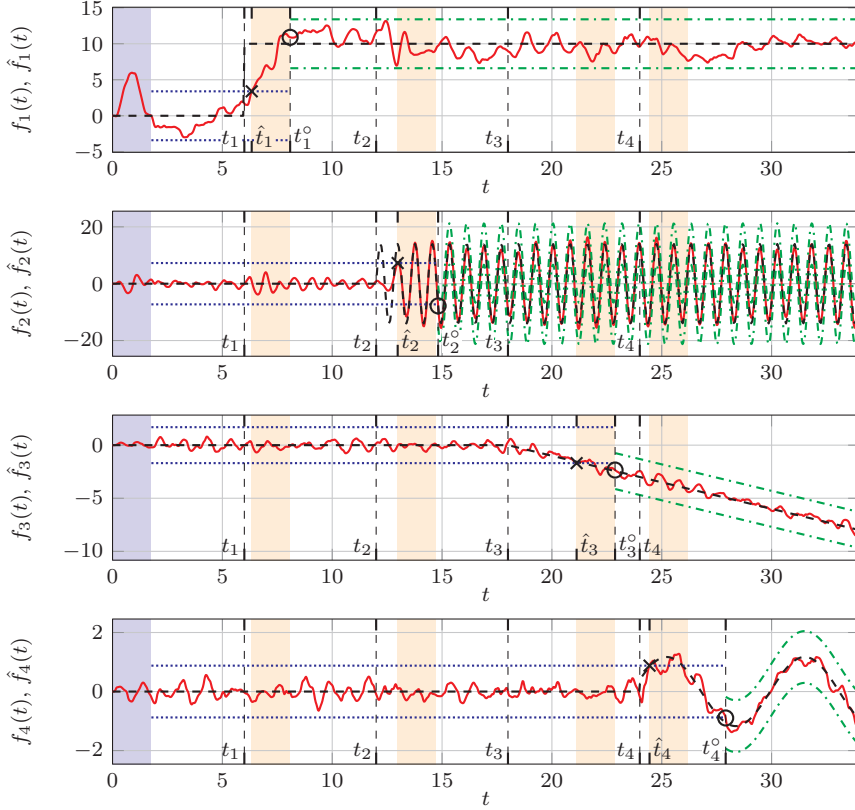 15
10
5
0
−5
f₁(t), f̂₁(t)
t₁ t̂₁ t₁° t₂ t₃ t₄
0 5 10 15 20 25 30
t
20
0
−20
f₂(t), f̂₂(t)
t₁ t₂ t̂₂ t₂° t₃ t₄
0 5 10 15 20 25 30
t
0
−5
−10
f₃(t), f̂₃(t)
t₁ t₂ t₃ t̂₃ t₃° t₄
0 5 10 15 20 25 30
t
2
0
−2
f₄(t), f̂₄(t)
t₁ t₂ t₃ t₄ t̂₄ t₄°
0 5 10 15 20 25 30
t